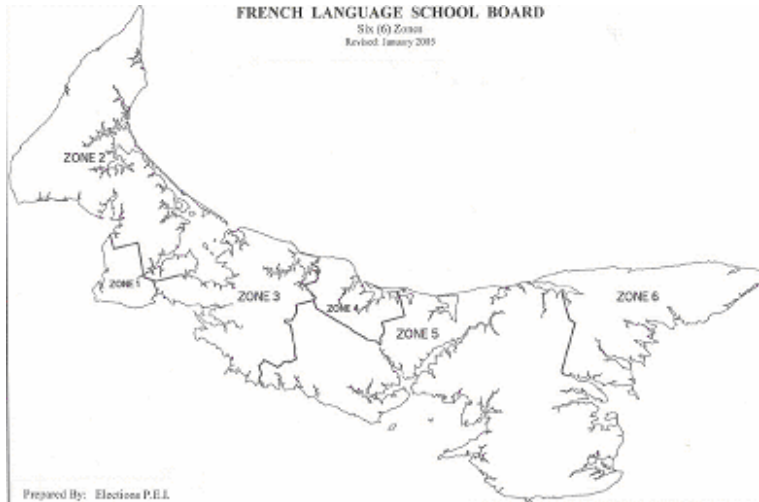 FRENCH LANGUAGE SCHOOL BOARD
Six (6) Zones
Revised January 2005
ZONE 2
ZONE 1
ZONE 3
ZONE 4
ZONE 5
ZONE 6
Prepared By: Elections P.E.I.